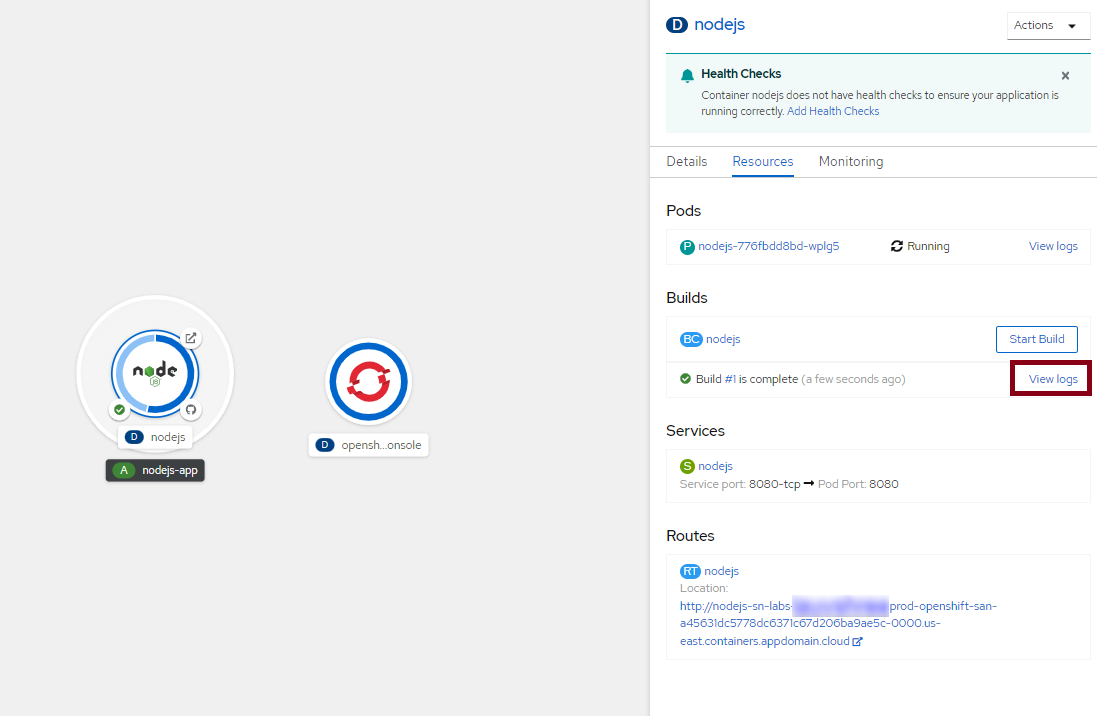 node
JS
D nodejs
A nodejs-app
D opensh...onsole
D nodejs
Actions
Health Checks
Container nodejs does not have health checks to ensure your application is
running correctly. Add Health Checks
Details Resources Monitoring
Pods
P nodejs-776fbdd8bd-wplg5 Running View logs
Builds
BC nodejs Start Build
Build #1 is complete (a few seconds ago) View logs
Services
S nodejs
Service port: 8080-tcp → Pod Port: 8080
Routes
RT nodejs
Location:
http://nodejs-sn-labs- prod-openshift-san-
a45631dc5778dc6371c67d206ba9ae5c-0000.us-
east.containers.appdomain.cloud